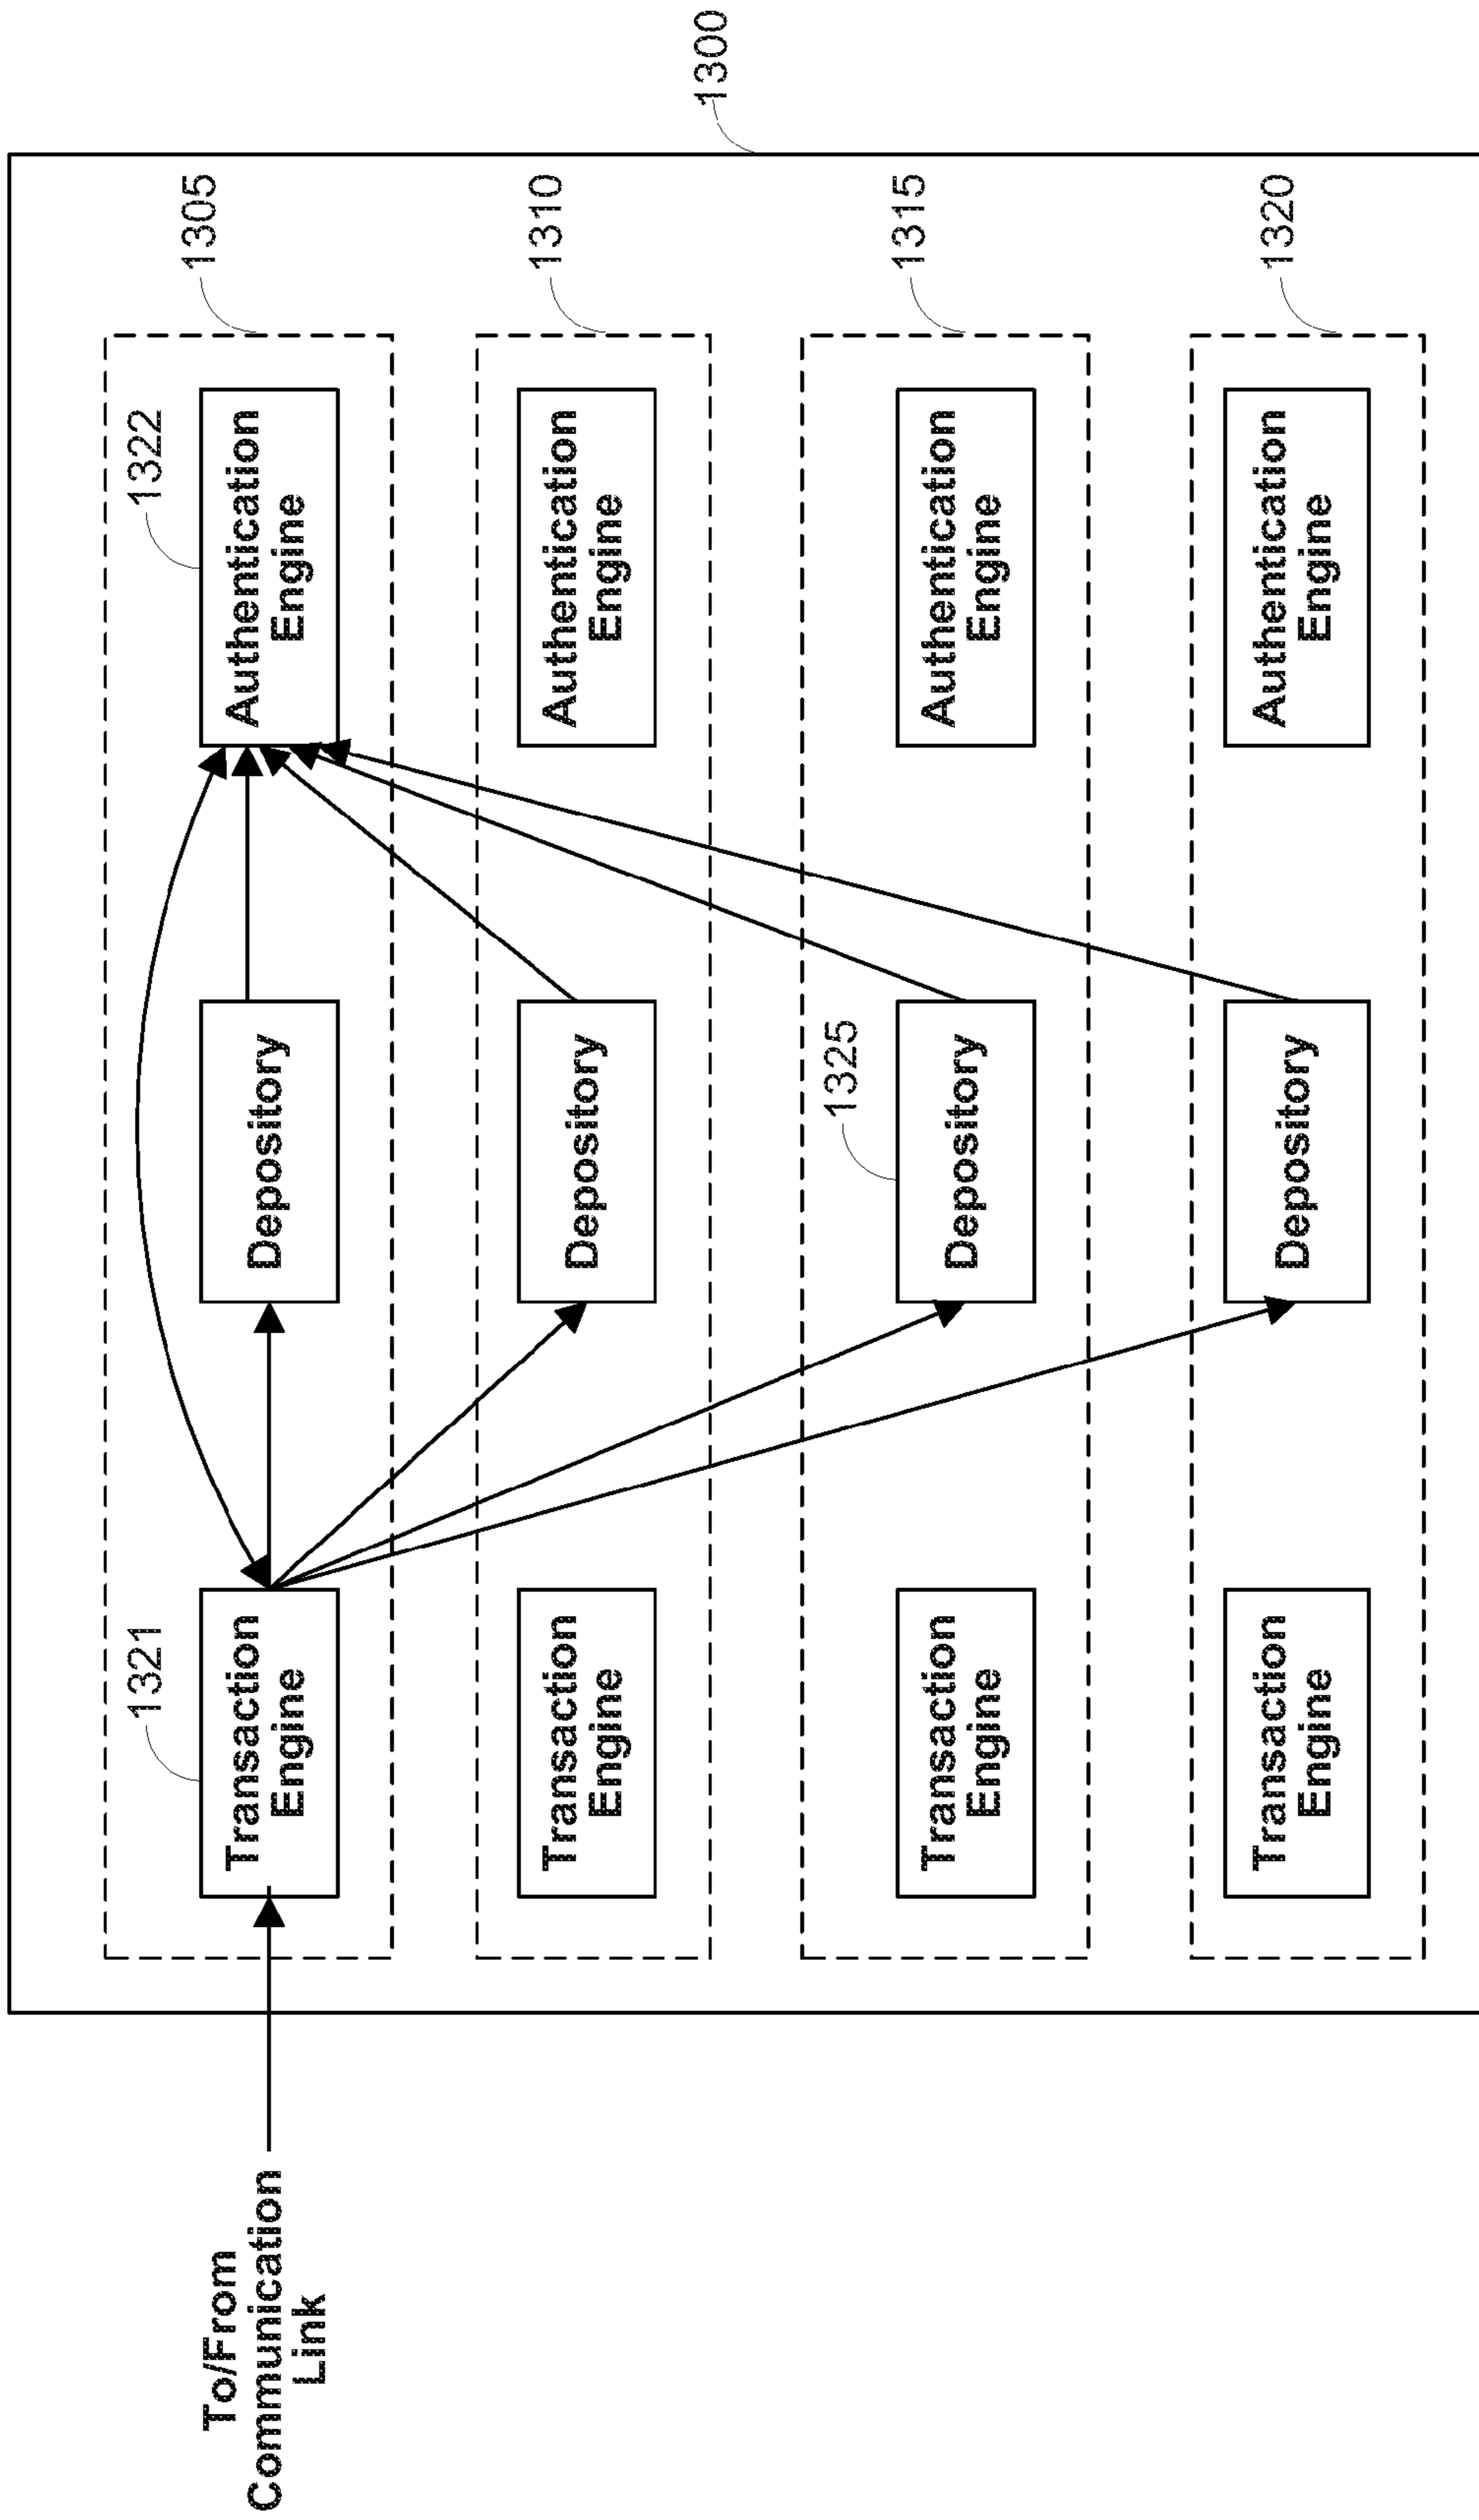 1300
1305
1322
To/From
Communication
Link
1321
Transaction
Engine
Depository
Authentication
Engine
1310
Transaction
Engine
Depository
Authentication
Engine
1315
1325
Transaction
Engine
Depository
Authentication
Engine
1320
Transaction
Engine
Depository
Authentication
Engine